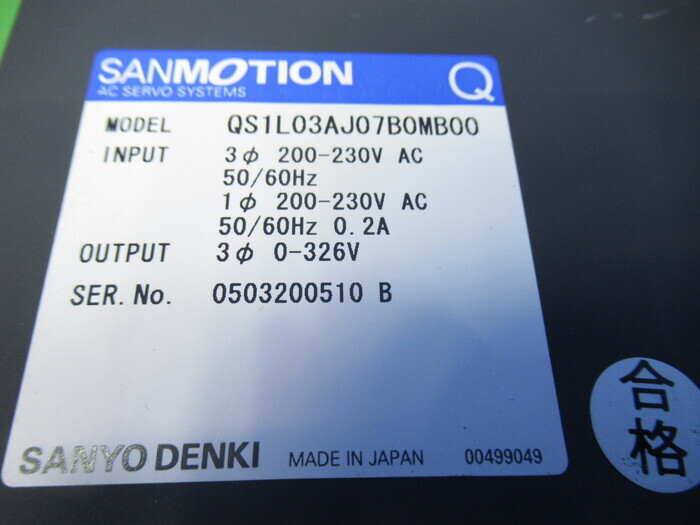 SANMOTION Q
AC SERVO SYSTEMS
MODEL QS1L03AJ07B0MB00
INPUT 3φ 200-230V AC
50/60Hz
1φ 200-230V AC
50/60Hz 0.2A
OUTPUT 3φ 0-326V
SER. No. 0503200510 B
SANYO DENKI MADE IN JAPAN 00499049
合
格